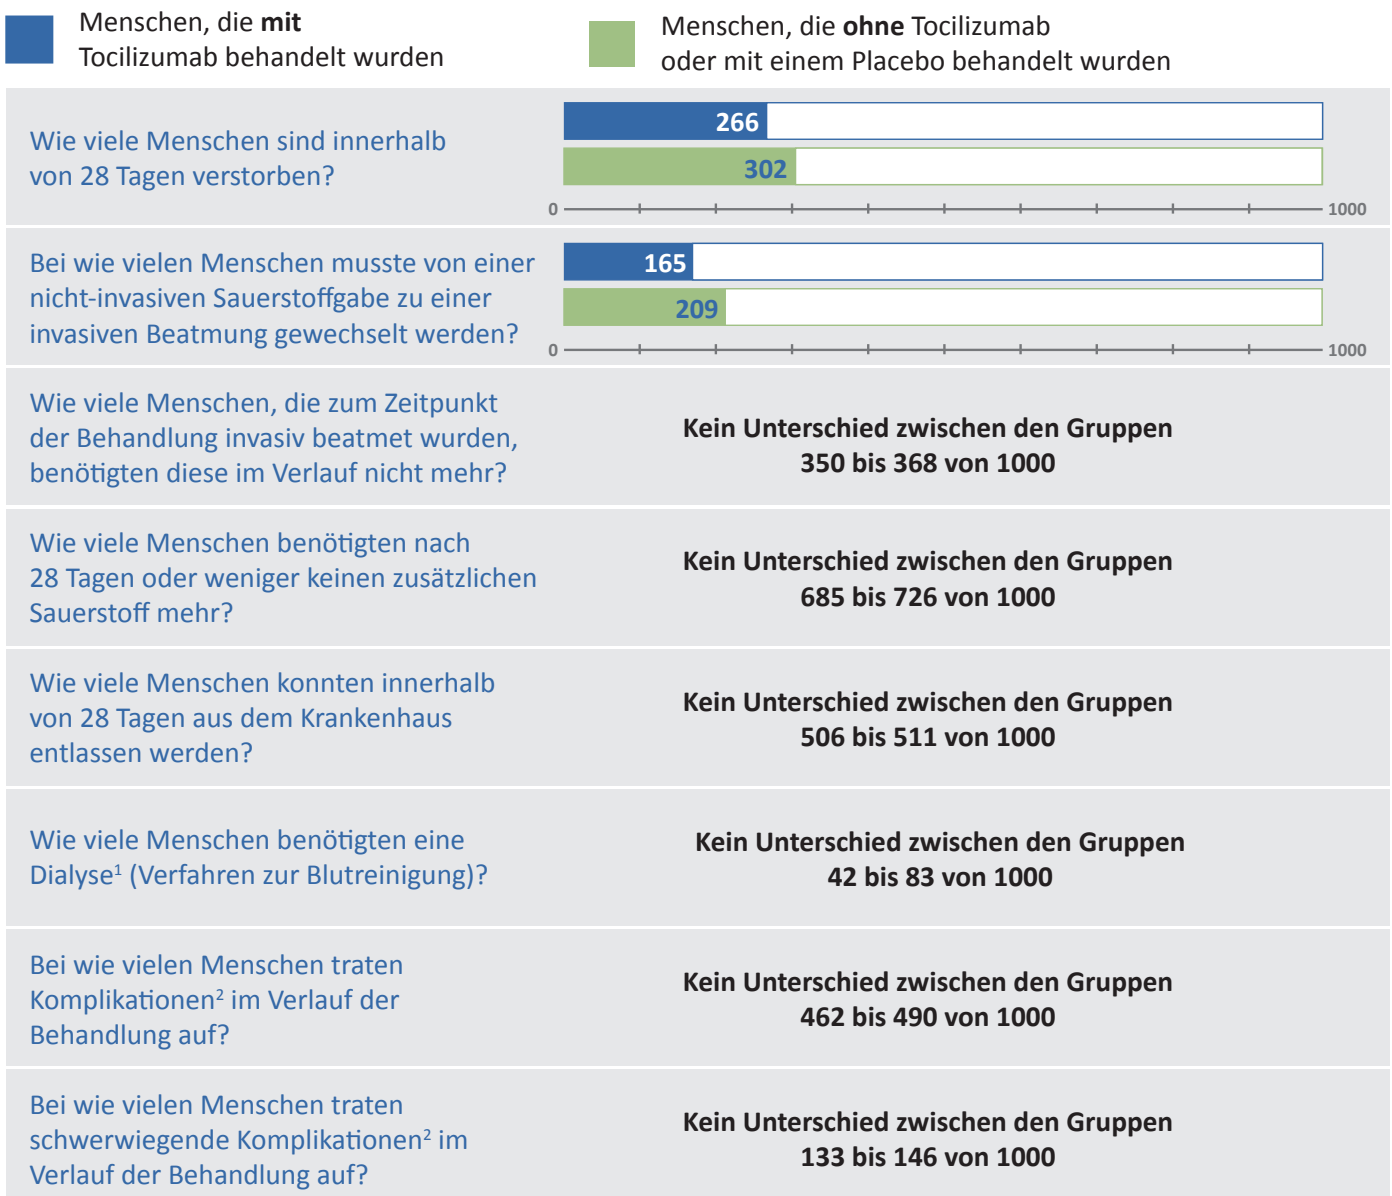 Menschen, die mit
Tocilizumab behandelt wurden
Menschen, die ohne Tocilizumab
oder mit einem Placebo behandelt wurden
Wie viele Menschen sind innerhalb
von 28 Tagen verstorben?
266
302
0 1000
Bei wie vielen Menschen musste von einer
nicht-invasiven Sauerstoffgabe zu einer
invasiven Beatmung gewechselt werden?
165
209
0 1000
Wie viele Menschen, die zum Zeitpunkt
der Behandlung invasiv beatmet wurden,
benötigten diese im Verlauf nicht mehr?
Kein Unterschied zwischen den Gruppen
350 bis 368 von 1000
Wie viele Menschen benötigten nach
28 Tagen oder weniger keinen zusätzlichen
Sauerstoff mehr?
Kein Unterschied zwischen den Gruppen
685 bis 726 von 1000
Wie viele Menschen konnten innerhalb
von 28 Tagen aus dem Krankenhaus
entlassen werden?
Kein Unterschied zwischen den Gruppen
506 bis 511 von 1000
Wie viele Menschen benötigten eine
Dialyse¹ (Verfahren zur Blutreinigung)?
Kein Unterschied zwischen den Gruppen
42 bis 83 von 1000
Bei wie vielen Menschen traten
Komplikationen² im Verlauf der
Behandlung auf?
Kein Unterschied zwischen den Gruppen
462 bis 490 von 1000
Bei wie vielen Menschen traten
schwerwiegende Komplikationen² im
Verlauf der Behandlung auf?
Kein Unterschied zwischen den Gruppen
133 bis 146 von 1000